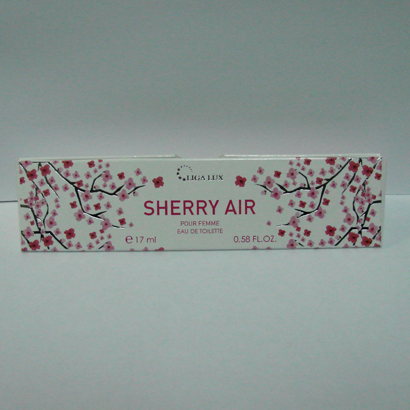 LIGA LUX
SHERRY AIR
POUR FEMME
EAU DE TOILETTE
e 17 ml 0.58 FL.OZ.